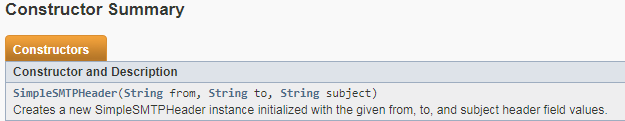 Constructor Summary
Constructors
Constructor and Description
SimpleSMTPHeader(String from, String to, String subject)
Creates a new SimpleSMTPHeader instance initialized with the given from, to, and subject header field values.